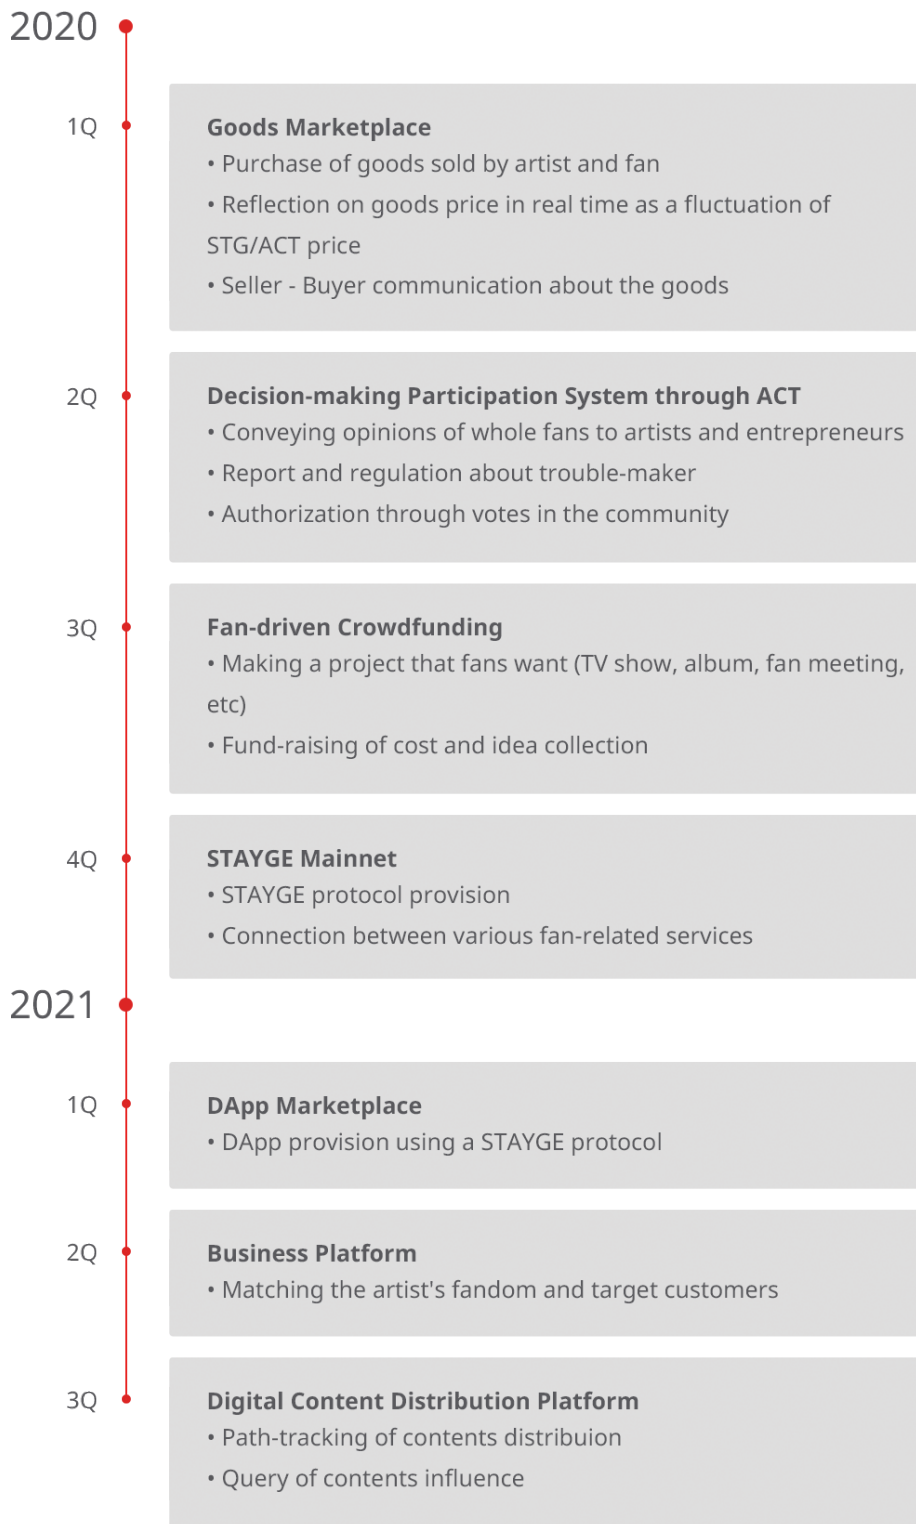 2020
1Q
Goods Marketplace
• Purchase of goods sold by artist and fan
• Reflection on goods price in real time as a fluctuation of
STG/ACT price
• Seller - Buyer communication about the goods
2Q
Decision-making Participation System through ACT
• Conveying opinions of whole fans to artists and entrepreneurs
• Report and regulation about trouble-maker
• Authorization through votes in the community
3Q
Fan-driven Crowdfunding
• Making a project that fans want (TV show, album, fan meeting,
etc)
• Fund-raising of cost and idea collection
4Q
STAYGE Mainnet
• STAYGE protocol provision
• Connection between various fan-related services
2021
1Q
DApp Marketplace
• DApp provision using a STAYGE protocol
2Q
Business Platform
• Matching the artist's fandom and target customers
3Q
Digital Content Distribution Platform
• Path-tracking of contents distribuion
• Query of contents influence